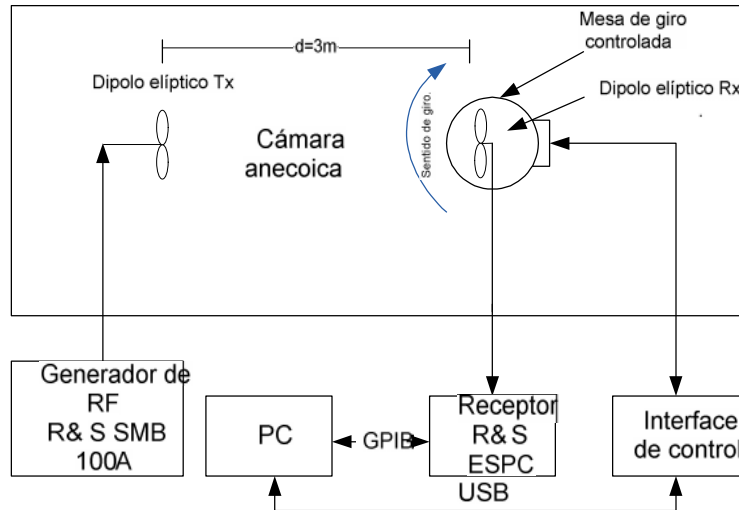 d=3m
Mesa de giro
controlada
Dipolo elíptico Tx
Dipolo elíptico Rx
Sentido de giro.
Cámara
anecoica
Generador de
RF
R& S SMB
100A
PC
GPIB
Receptor
R& S
ESPC
USB
Interface
de control